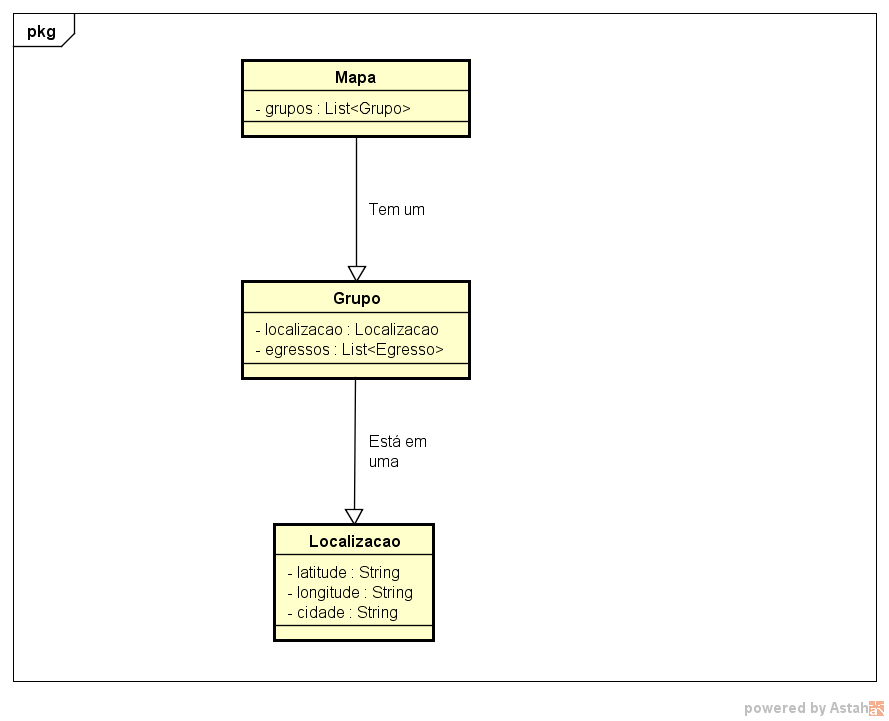 pkg
Mapa
- grupos : List<Grupo>
Tem um
Grupo
- localizacao : Localizacao
- egressos : List<Egresso>
Está em
uma
Localizacao
- latitude : String
- longitude : String
- cidade : String
powered by Astah